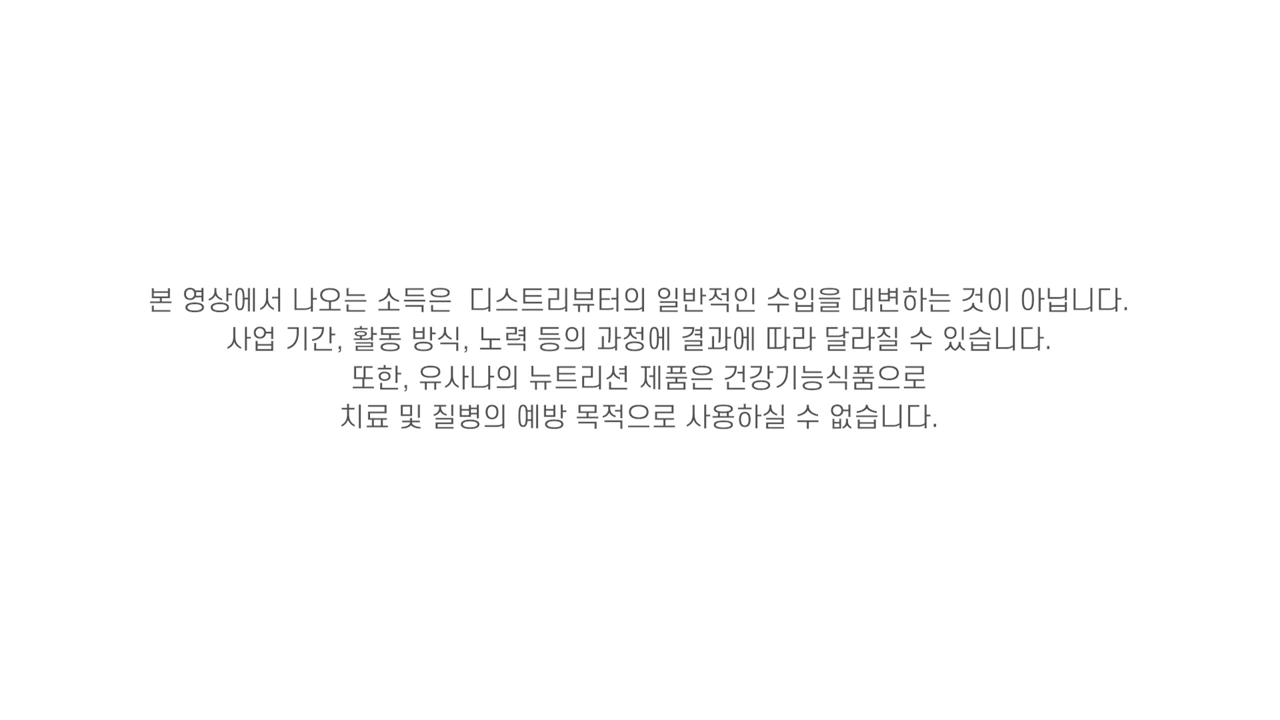 본 영상에서 나오는 소득은 디스트리뷰터의 일반적인 수입을 대변하는 것이 아닙니다.
사업 기간, 활동 방식, 노력 등의 과정에 결과에 따라 달라질 수 있습니다.
또한, 유사나의 뉴트리션 제품은 건강기능식품으로
치료 및 질병의 예방 목적으로 사용하실 수 없습니다.